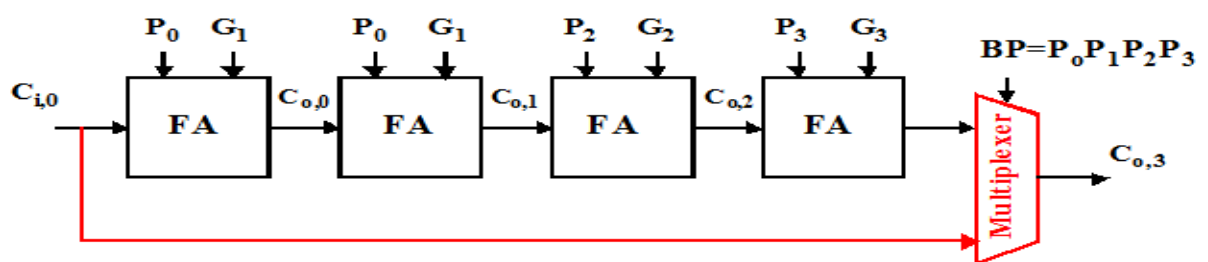 P0 G1 P0 G1 P2 G2 P3 G3
BP=PoP1P2P3
Ci,0 FA Co,0 FA Co,1 FA Co,2 FA
Multiplexer
Co,3